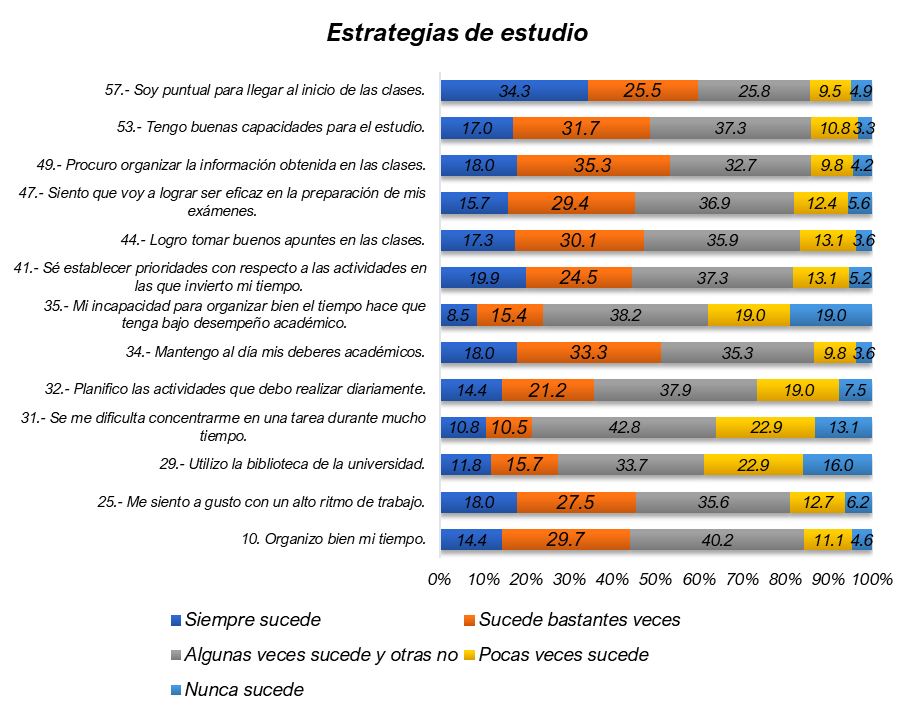 Estrategias de estudio
57.- Soy puntual para llegar al inicio de las clases.
34.3 25.5 25.8 9.5 4.9
53.- Tengo buenas capacidades para el estudio.
17.0 31.7 37.3 10.8 3.3
49.- Procuro organizar la información obtenida en las clases.
18.0 35.3 32.7 9.8 4.2
47.- Siento que voy a lograr ser eficaz en la preparación de mis
exámenes.
15.7 29.4 36.9 12.4 5.6
44.- Logro tomar buenos apuntes en las clases.
17.3 30.1 35.9 13.1 3.6
41.- Sé establecer prioridades con respecto a las actividades en
las que invierto mi tiempo.
19.9 24.5 37.3 13.1 5.2
35.- Mi incapacidad para organizar bien el tiempo hace que
tenga bajo desempeño académico.
8.5 15.4 38.2 19.0 19.0
34.- Mantengo al día mis deberes académicos.
18.0 33.3 35.3 9.8 3.6
32.- Planifico las actividades que debo realizar diariamente.
14.4 21.2 37.9 19.0 7.5
31.- Se me dificulta concentrarme en una tarea durante mucho
tiempo.
10.8 10.5 42.8 22.9 13.1
29.- Utilizo la biblioteca de la universidad.
11.8 15.7 33.7 22.9 16.0
25.- Me siento a gusto con un alto ritmo de trabajo.
18.0 27.5 35.6 12.7 6.2
10. Organizo bien mi tiempo.
14.4 29.7 40.2 11.1 4.6
0% 10% 20% 30% 40% 50% 60% 70% 80% 90% 100%
Siempre sucede Sucede bastantes veces
Algunas veces sucede y otras no Pocas veces sucede
Nunca sucede